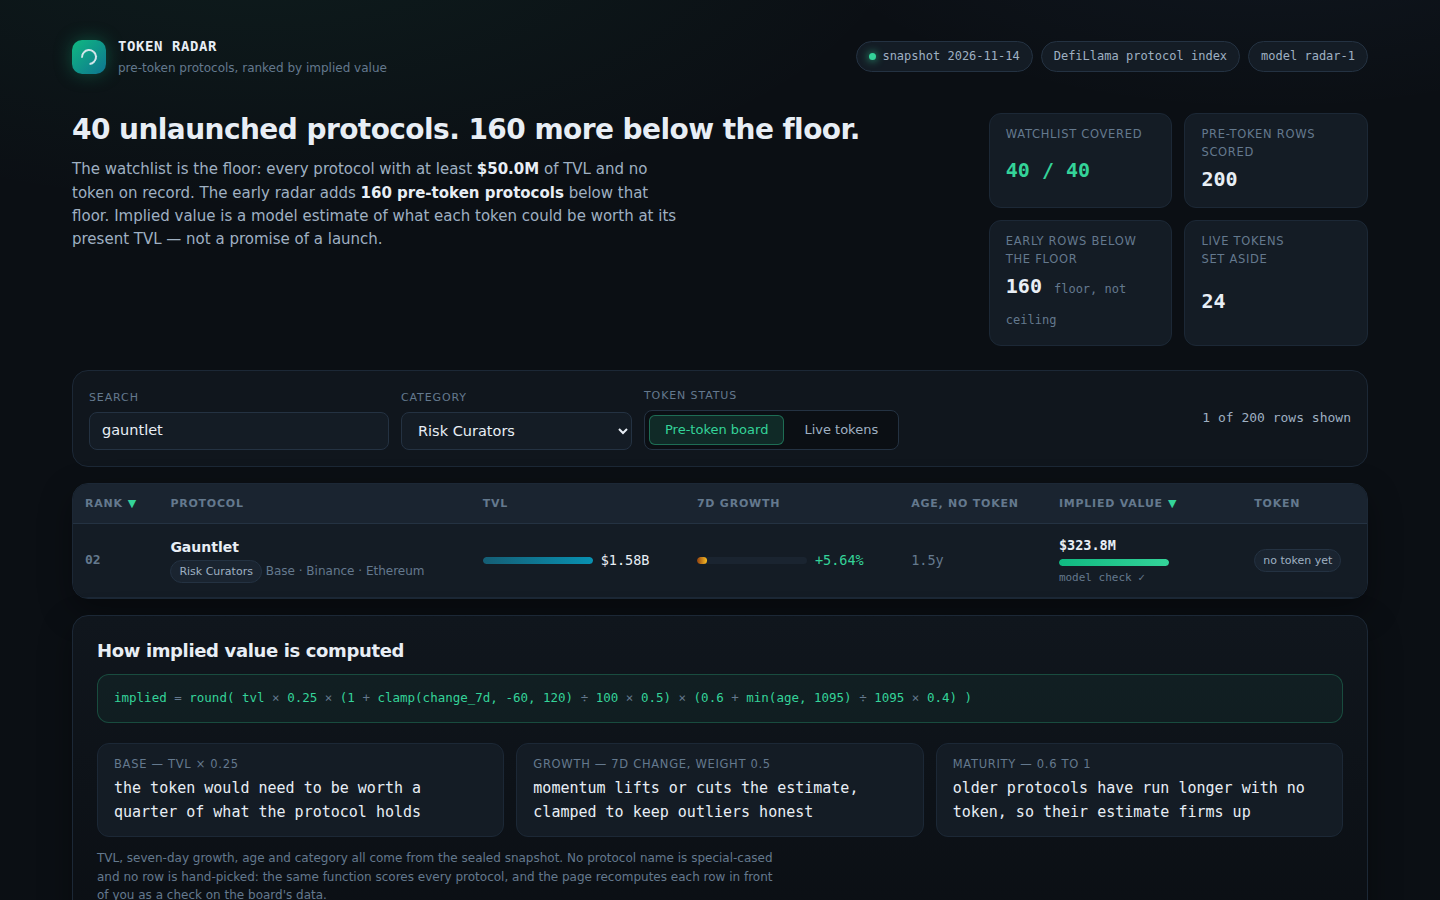 TOKEN RADAR
pre-token protocols, ranked by implied value
snapshot 2026-11-14
DefiLlama protocol index
model radar-1
40 unlaunched protocols. 160 more below the floor.
The watchlist is the floor: every protocol with at least $50.0M of TVL and no
token on record. The early radar adds 160 pre-token protocols below that
floor. Implied value is a model estimate of what each token could be worth at its
present TVL — not a promise of a launch.
WATCHLIST COVERED
40 / 40
PRE-TOKEN ROWS
SCORED
200
EARLY ROWS BELOW
THE FLOOR
160 floor, not
ceiling
LIVE TOKENS
SET ASIDE
24
SEARCH
gauntlet
CATEGORY
Risk Curators
TOKEN STATUS
Pre-token board
Live tokens
1 of 200 rows shown
RANK ▼ PROTOCOL TVL 7D GROWTH AGE, NO TOKEN IMPLIED VALUE ▼ TOKEN
02
Gauntlet
Risk Curators Base · Binance · Ethereum
$1.58B
+5.64%
1.5y
$323.8M
model check ✓
no token yet
How implied value is computed
implied = round( tvl × 0.25 × (1 + clamp(change_7d, -60, 120) ÷ 100 × 0.5) × (0.6 + min(age, 1095) ÷ 1095 × 0.4) )
BASE — TVL × 0.25
the token would need to be worth a
quarter of what the protocol holds
GROWTH — 7D CHANGE, WEIGHT 0.5
momentum lifts or cuts the estimate,
clamped to keep outliers honest
MATURITY — 0.6 TO 1
older protocols have run longer with no
token, so their estimate firms up
TVL, seven-day growth, age and category all come from the sealed snapshot. No protocol name is special-cased
and no row is hand-picked: the same function scores every protocol, and the page recomputes each row in front
of you as a check on the board's data.